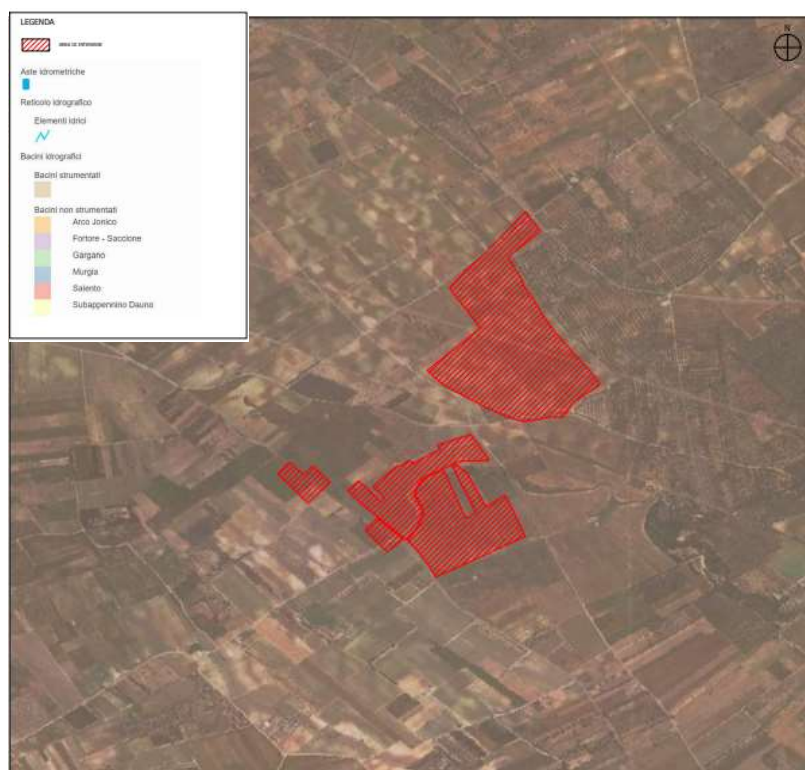 LEGENDA
Aste idrometriche
Reticolo idrografico
Elementi idrici
Bacini idrografici
Bacini strumentati
Bacini non strumentati
Arco Jonico
Fortore - Saccione
Gargano
Murgia
Salento
Subappennino Dauno
N